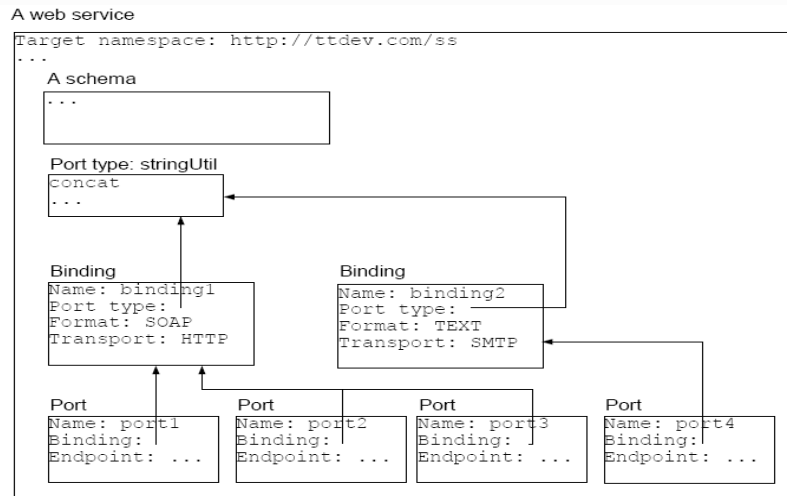 A web service
Target namespace: http://ttdev.com/ss
...
A schema
...
Port type: stringUtil
concat
...
Binding
Name: binding1
Port type:
Format: SOAP
Transport: HTTP
Binding
Name: binding2
Port type:
Format: TEXT
Transport: SMTP
Port
Name: port1
Binding:
Endpoint: ...
Port
Name: port2
Binding:
Endpoint: ...
Port
Name: port3
Binding:
Endpoint: ...
Port
Name: port4
Binding:
Endpoint: ...